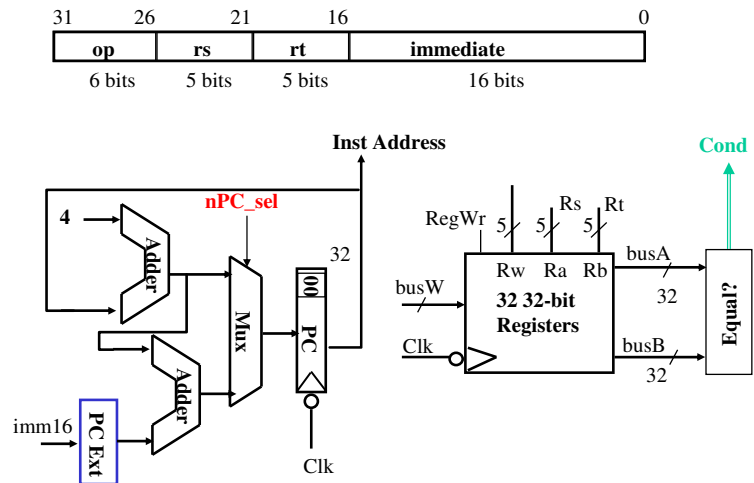 31 26 21 16 0
op rs rt immediate
6 bits 5 bits 5 bits 16 bits
Inst Address
Cond
nPC_sel
4
Adder
32
00
Mux
PC
Adder
imm16
PC Ext
Clk
RegWr
5
5
Rs
5
Rt
busW
Rw Ra Rb
32 32-bit
Registers
Clk
busA
32
busB
32
Equal?